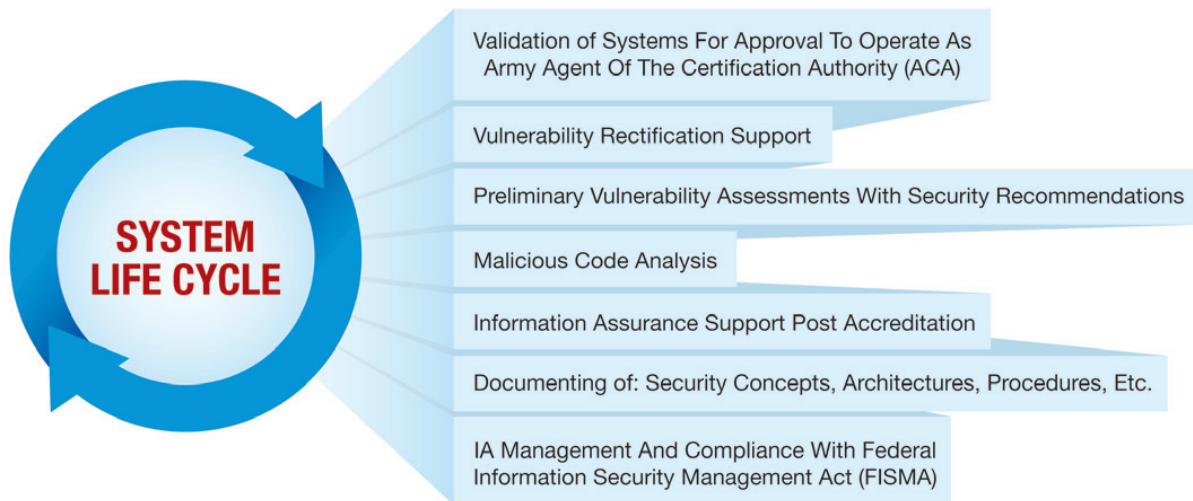 SYSTEM
LIFE CYCLE
Validation of Systems For Approval To Operate As
Army Agent Of The Certification Authority (ACA)
Vulnerability Rectification Support
Preliminary Vulnerability Assessments With Security Recommendations
Malicious Code Analysis
Information Assurance Support Post Accreditation
Documenting of: Security Concepts, Architectures, Procedures, Etc.
IA Management And Compliance With Federal
Information Security Management Act (FISMA)